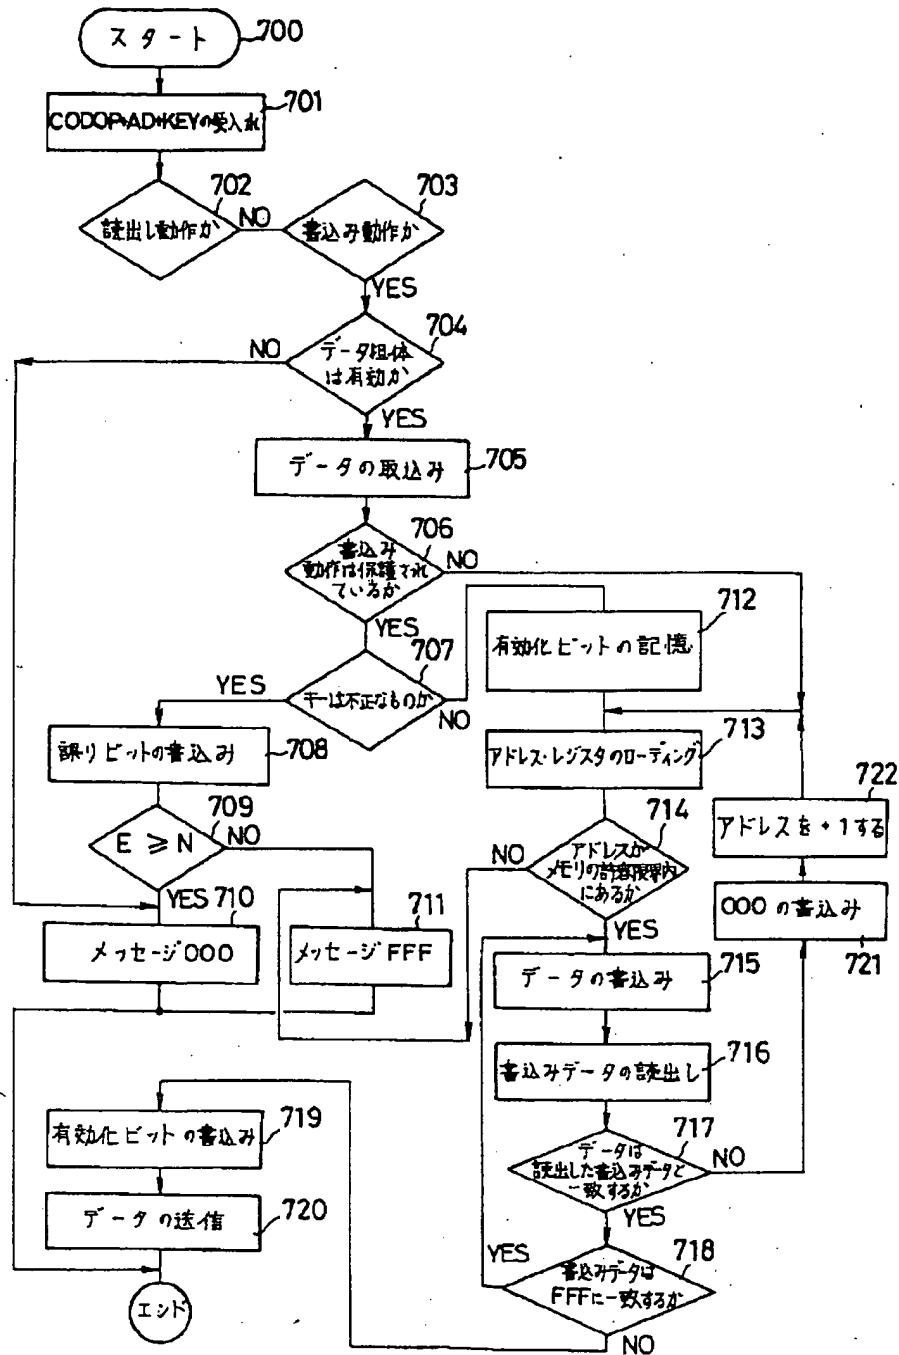 スタート
700
701
CODOP+AD+KEYの受入れ
702
703
読出し動作か
NO
書込み動作か
YES
704
NO
データ担体
は有効か
YES
データの取込み
705
706
書込み
動作は保護され
ているか
NO
YES
712
有効化ビットの記憶
707
YES
キーは不正なものか
NO
713
誤りビットの書込み
708
アドレス・レジスタのローディング
722
アドレスを+1する
709
E ≥ N
NO
714
NO
アドレスが
メモリの許容限界内
にあるか
YES
710
711
000の書込み
721
YES
メッセージ000
メッセージFFF
データの書込み
715
書込みデータの読出し
716
有効化ビットの書込み
719
717
データは
読出した書込みデータと
一致するか
NO
データの送信
720
YES
718
YES
書込みデータは
FFFに一致するか
エンド
NO